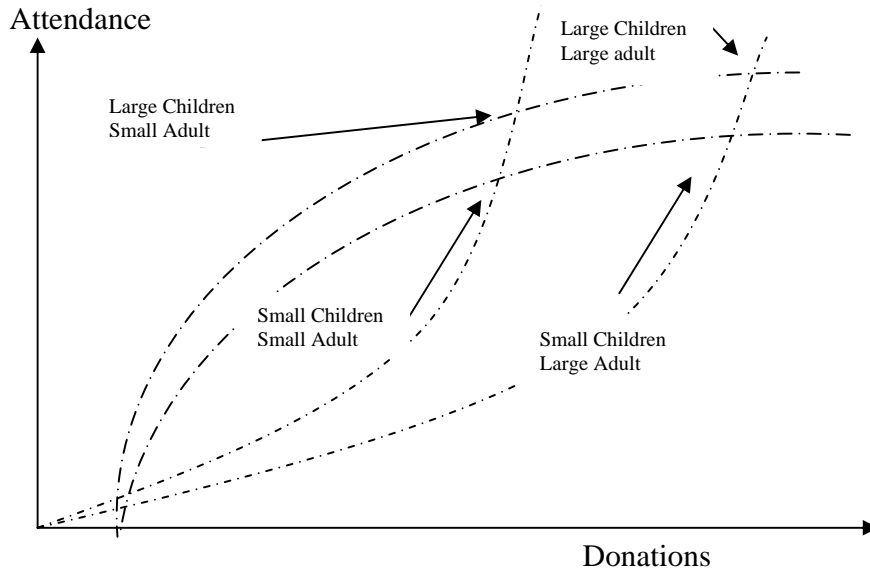 Attendance
Large Children
Large adult
Large Children
Small Adult
Small Children
Small Adult
Small Children
Large Adult
Donations